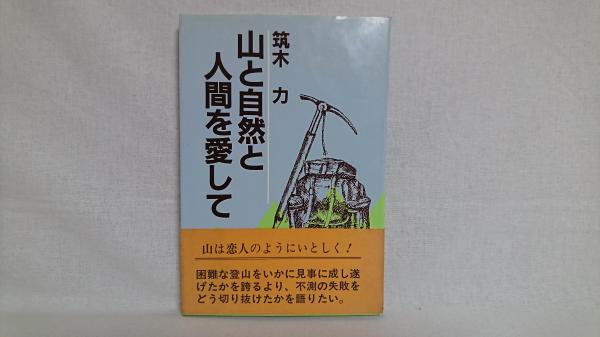 筑木 力
山と自然と
人間を愛して
山は恋人のようにいとしく!
困難な登山をいかに見事に成し遂
げたかを誇るより、不測の失敗を
どう切り抜けたかを語りたい。